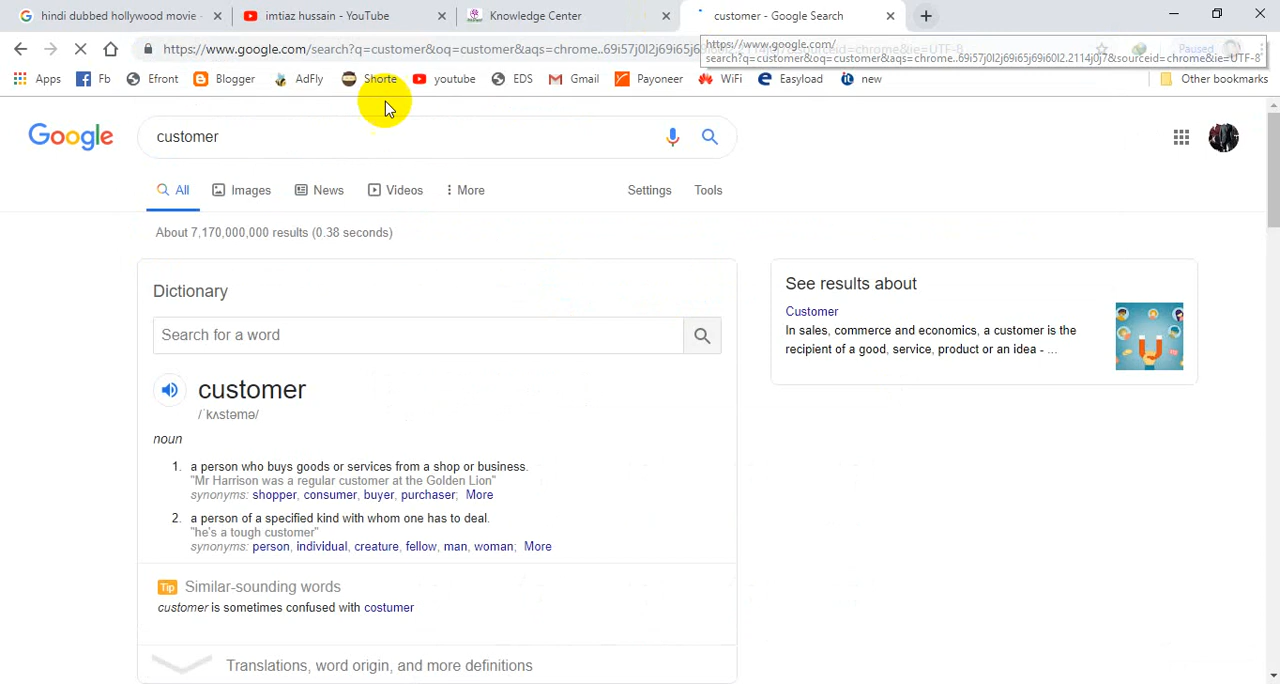 hindi dubbed hollywood movie - imtiaz hussain - YouTube Knowledge Center customer - Google Search
https://www.google.com/search?q=customer&oq=customer&aqs=chrome..69i57j0l2j69i65j69i60l2.2114j0j7&sourceid=chrome&ie=UTF-8 Paused
https://www.google.com/
search?q=customer&oq=customer&aqs=chrome..69i57j0l2j69i65j69i60l2.2114j0j7&sourceid=chrome&ie=UTF-8
Apps Fb Efront Blogger AdFly Shorte youtube EDS Gmail Payoneer WiFi Easyload new Other bookmarks
Google customer
All Images News Videos More Settings Tools
About 7,170,000,000 results (0.38 seconds)
Dictionary
Search for a word
customer
/ˈkʌstəmə/
noun
1. a person who buys goods or services from a shop or business.
"Mr Harrison was a regular customer at the Golden Lion"
synonyms: shopper, consumer, buyer, purchaser; More
2. a person of a specified kind with whom one has to deal.
"he's a tough customer"
synonyms: person, individual, creature, fellow, man, woman; More
Tip Similar-sounding words
customer is sometimes confused with costumer
Translations, word origin, and more definitions
See results about
Customer
In sales, commerce and economics, a customer is the
recipient of a good, service, product or an idea - ...